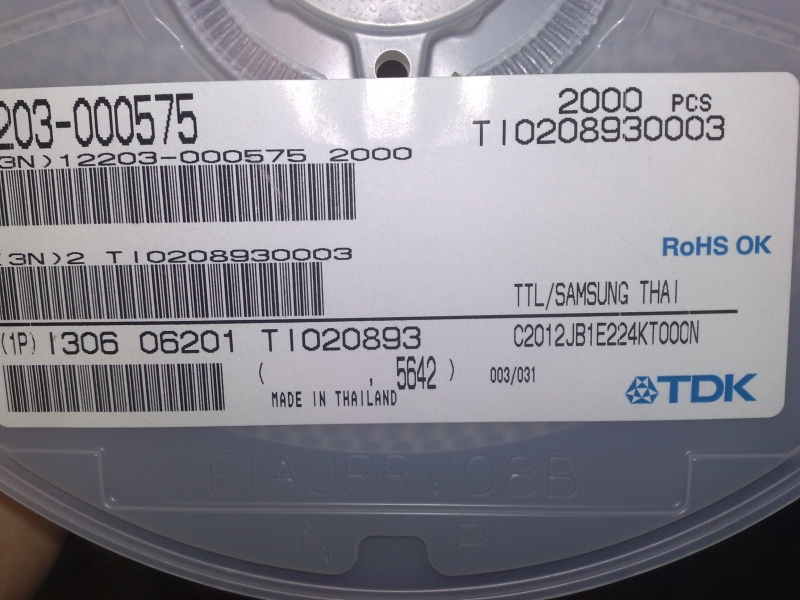 203-000575
2000 PCS
TI0208930003
(3N)12203-000575 2000
(3N)2 TI0208930003
RoHS OK
TTL/SAMSUNG THAI
(1P) 1306 06201 TI020893
C2012JB1E224KT000N
( , 5642 )
003/031
MADE IN THAILAND
TDK
EIAJRRV08B
N P